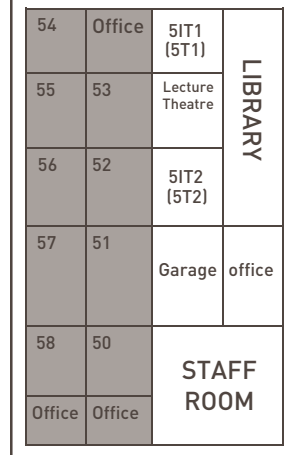 54
Office
5IT1
(5T1)
LIBRARY
55
53
Lecture
Theatre
56
52
5IT2
(5T2)
57
51
Garage
office
58
50
STAFF
ROOM
Office
Office